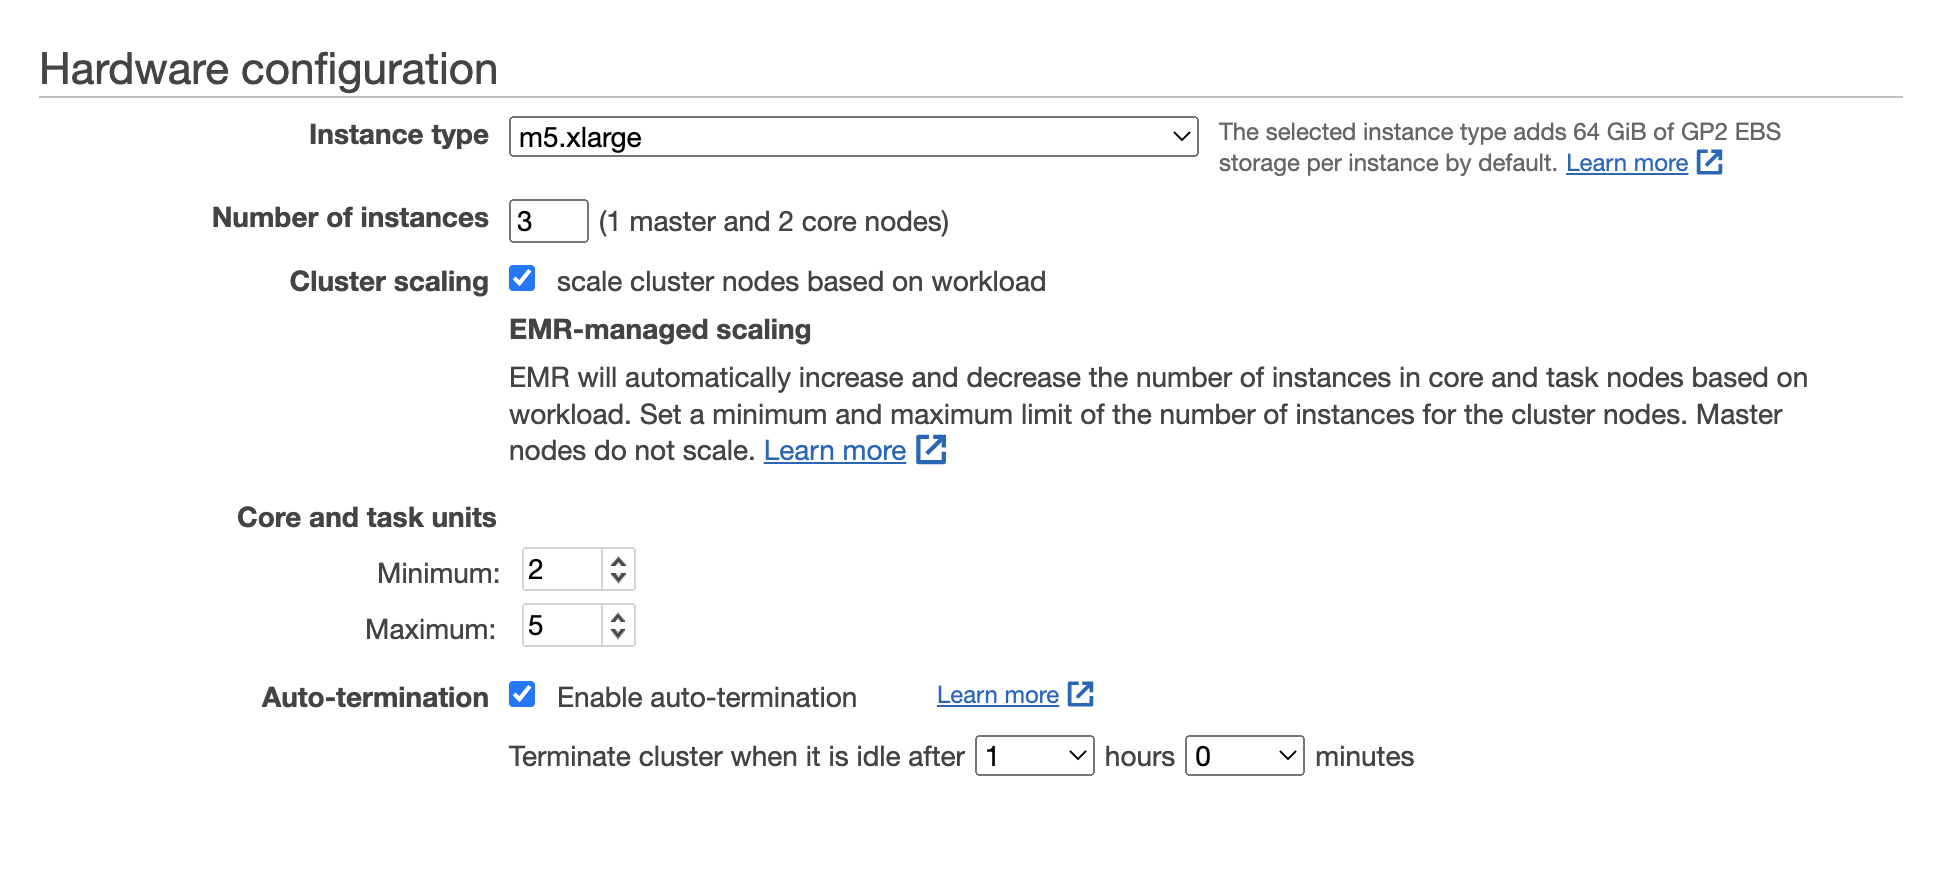 Hardware configuration
Instance type m5.xlarge The selected instance type adds 64 GiB of GP2 EBS
storage per instance by default. Learn more
Number of instances 3 (1 master and 2 core nodes)
Cluster scaling scale cluster nodes based on workload
EMR-managed scaling
EMR will automatically increase and decrease the number of instances in core and task nodes based on
workload. Set a minimum and maximum limit of the number of instances for the cluster nodes. Master
nodes do not scale. Learn more
Core and task units
Minimum: 2
Maximum: 5
Auto-termination Enable auto-termination Learn more
Terminate cluster when it is idle after 1 hours 0 minutes